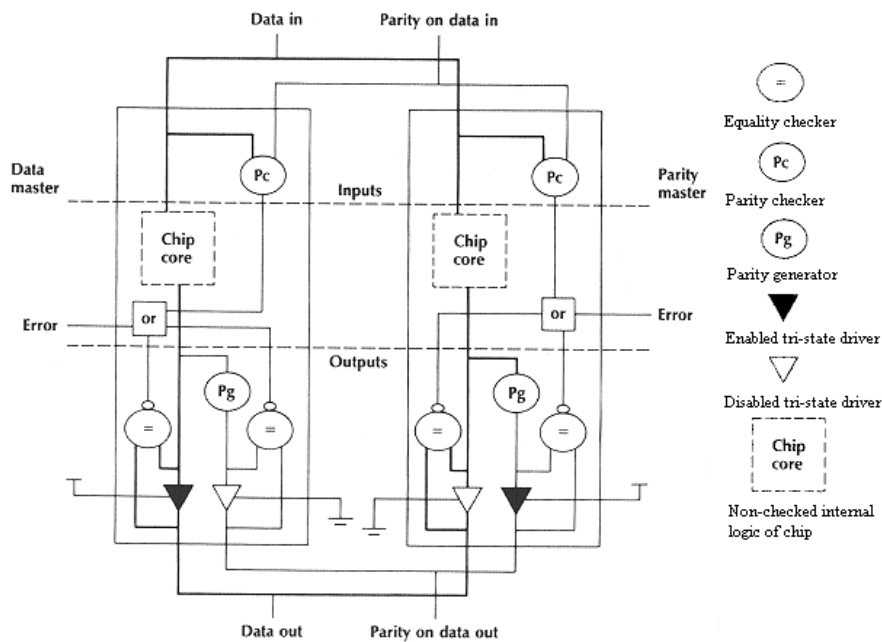 Data in
Parity on data in
=
Equality checker
Data
master
Pc
Inputs
Pc
Parity
master
Pc
Parity checker
Chip
core
Chip
core
Pg
Parity generator
Error
or
or
Error
Enabled tri-state driver
Outputs
Pg
Pg
Disabled tri-state driver
=
=
=
=
Chip
core
Non-checked internal
logic of chip
Data out
Parity on data out